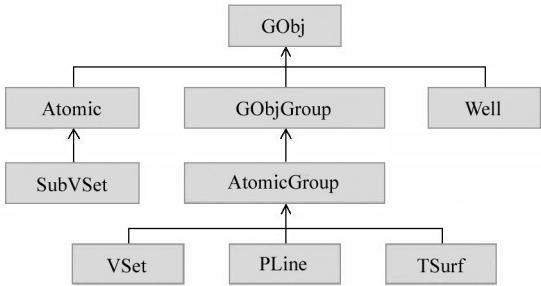 GObj
Atomic
GObjGroup
Well
SubVSet
AtomicGroup
VSet
PLine
TSurf